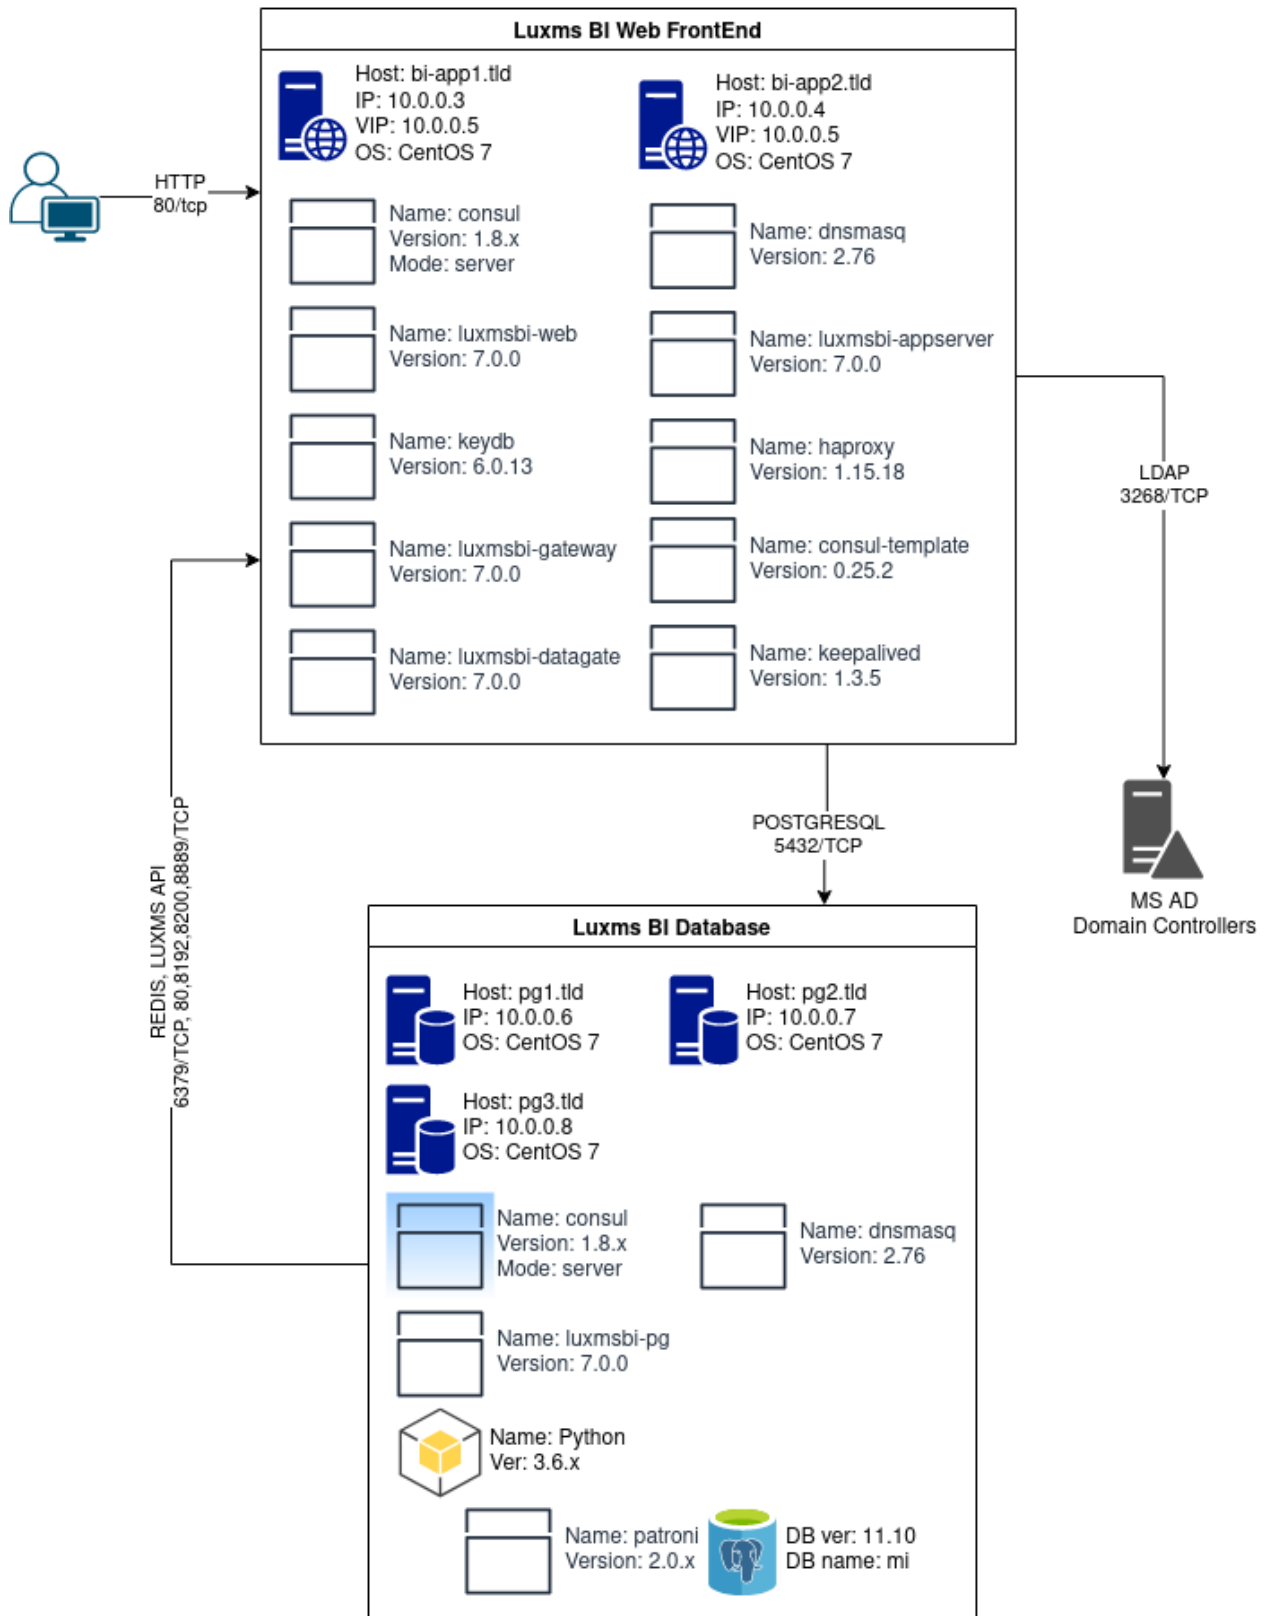 Luxms BI Web FrontEnd
Host: bi-app1.tld
IP: 10.0.0.3
VIP: 10.0.0.5
OS: CentOS 7
Host: bi-app2.tld
IP: 10.0.0.4
VIP: 10.0.0.5
OS: CentOS 7
HTTP
80/tcp
Name: consul
Version: 1.8.x
Mode: server
Name: dnsmasq
Version: 2.76
Name: luxmsbi-web
Version: 7.0.0
Name: luxmsbi-appserver
Version: 7.0.0
Name: keydb
Version: 6.0.13
Name: haproxy
Version: 1.15.18
Name: luxmsbi-gateway
Version: 7.0.0
Name: consul-template
Version: 0.25.2
Name: luxmsbi-datagate
Version: 7.0.0
Name: keepalived
Version: 1.3.5
LDAP
3268/TCP
POSTGRESQL
5432/TCP
MS AD
Domain Controllers
REDIS, LUXMS API
6379/TCP, 80,8192,8200,8889/TCP
Luxms BI Database
Host: pg1.tld
IP: 10.0.0.6
OS: CentOS 7
Host: pg2.tld
IP: 10.0.0.7
OS: CentOS 7
Host: pg3.tld
IP: 10.0.0.8
OS: CentOS 7
Name: consul
Version: 1.8.x
Mode: server
Name: dnsmasq
Version: 2.76
Name: luxmsbi-pg
Version: 7.0.0
Name: Python
Ver: 3.6.x
Name: patroni
Version: 2.0.x
DB ver: 11.10
DB name: mi